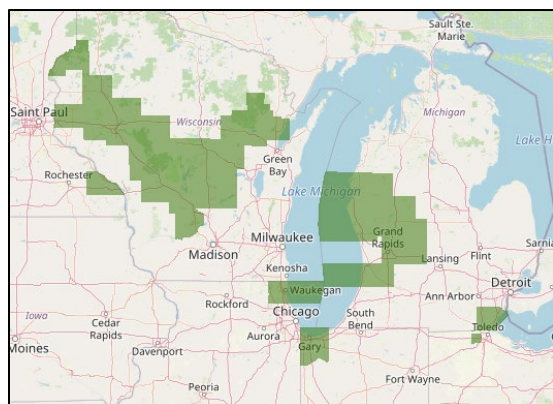 Sault Ste.
Marie
Saint Paul
Wisconsin
Michigan
Lake H
Green
Bay
Rochester
Lake Michigan
Grand
Rapids
Milwaukee
Madison
Lansing
Flint
Sarni
Kenosha
Waukegan
Ann Arbor
Detroit
Rockford
Iowa
Chicago
South
Bend
Cedar
Rapids
Aurora
Gary
Toledo
Moines
Davenport
Fort Wayne
Peoria